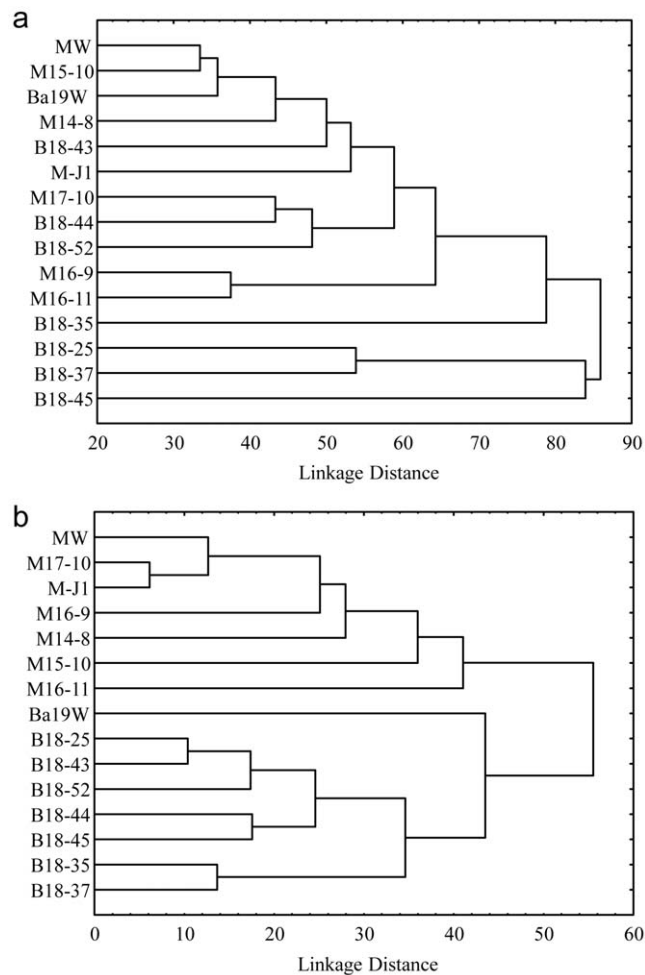 a
MW
M15-10
Ba19W
M14-8
B18-43
M-J1
M17-10
B18-44
B18-52
M16-9
M16-11
B18-35
B18-25
B18-37
B18-45
20 30 40 50 60 70 80 90
Linkage Distance
b
MW
M17-10
M-J1
M16-9
M14-8
M15-10
M16-11
Ba19W
B18-25
B18-43
B18-52
B18-44
B18-45
B18-35
B18-37
0 10 20 30 40 50 60
Linkage Distance